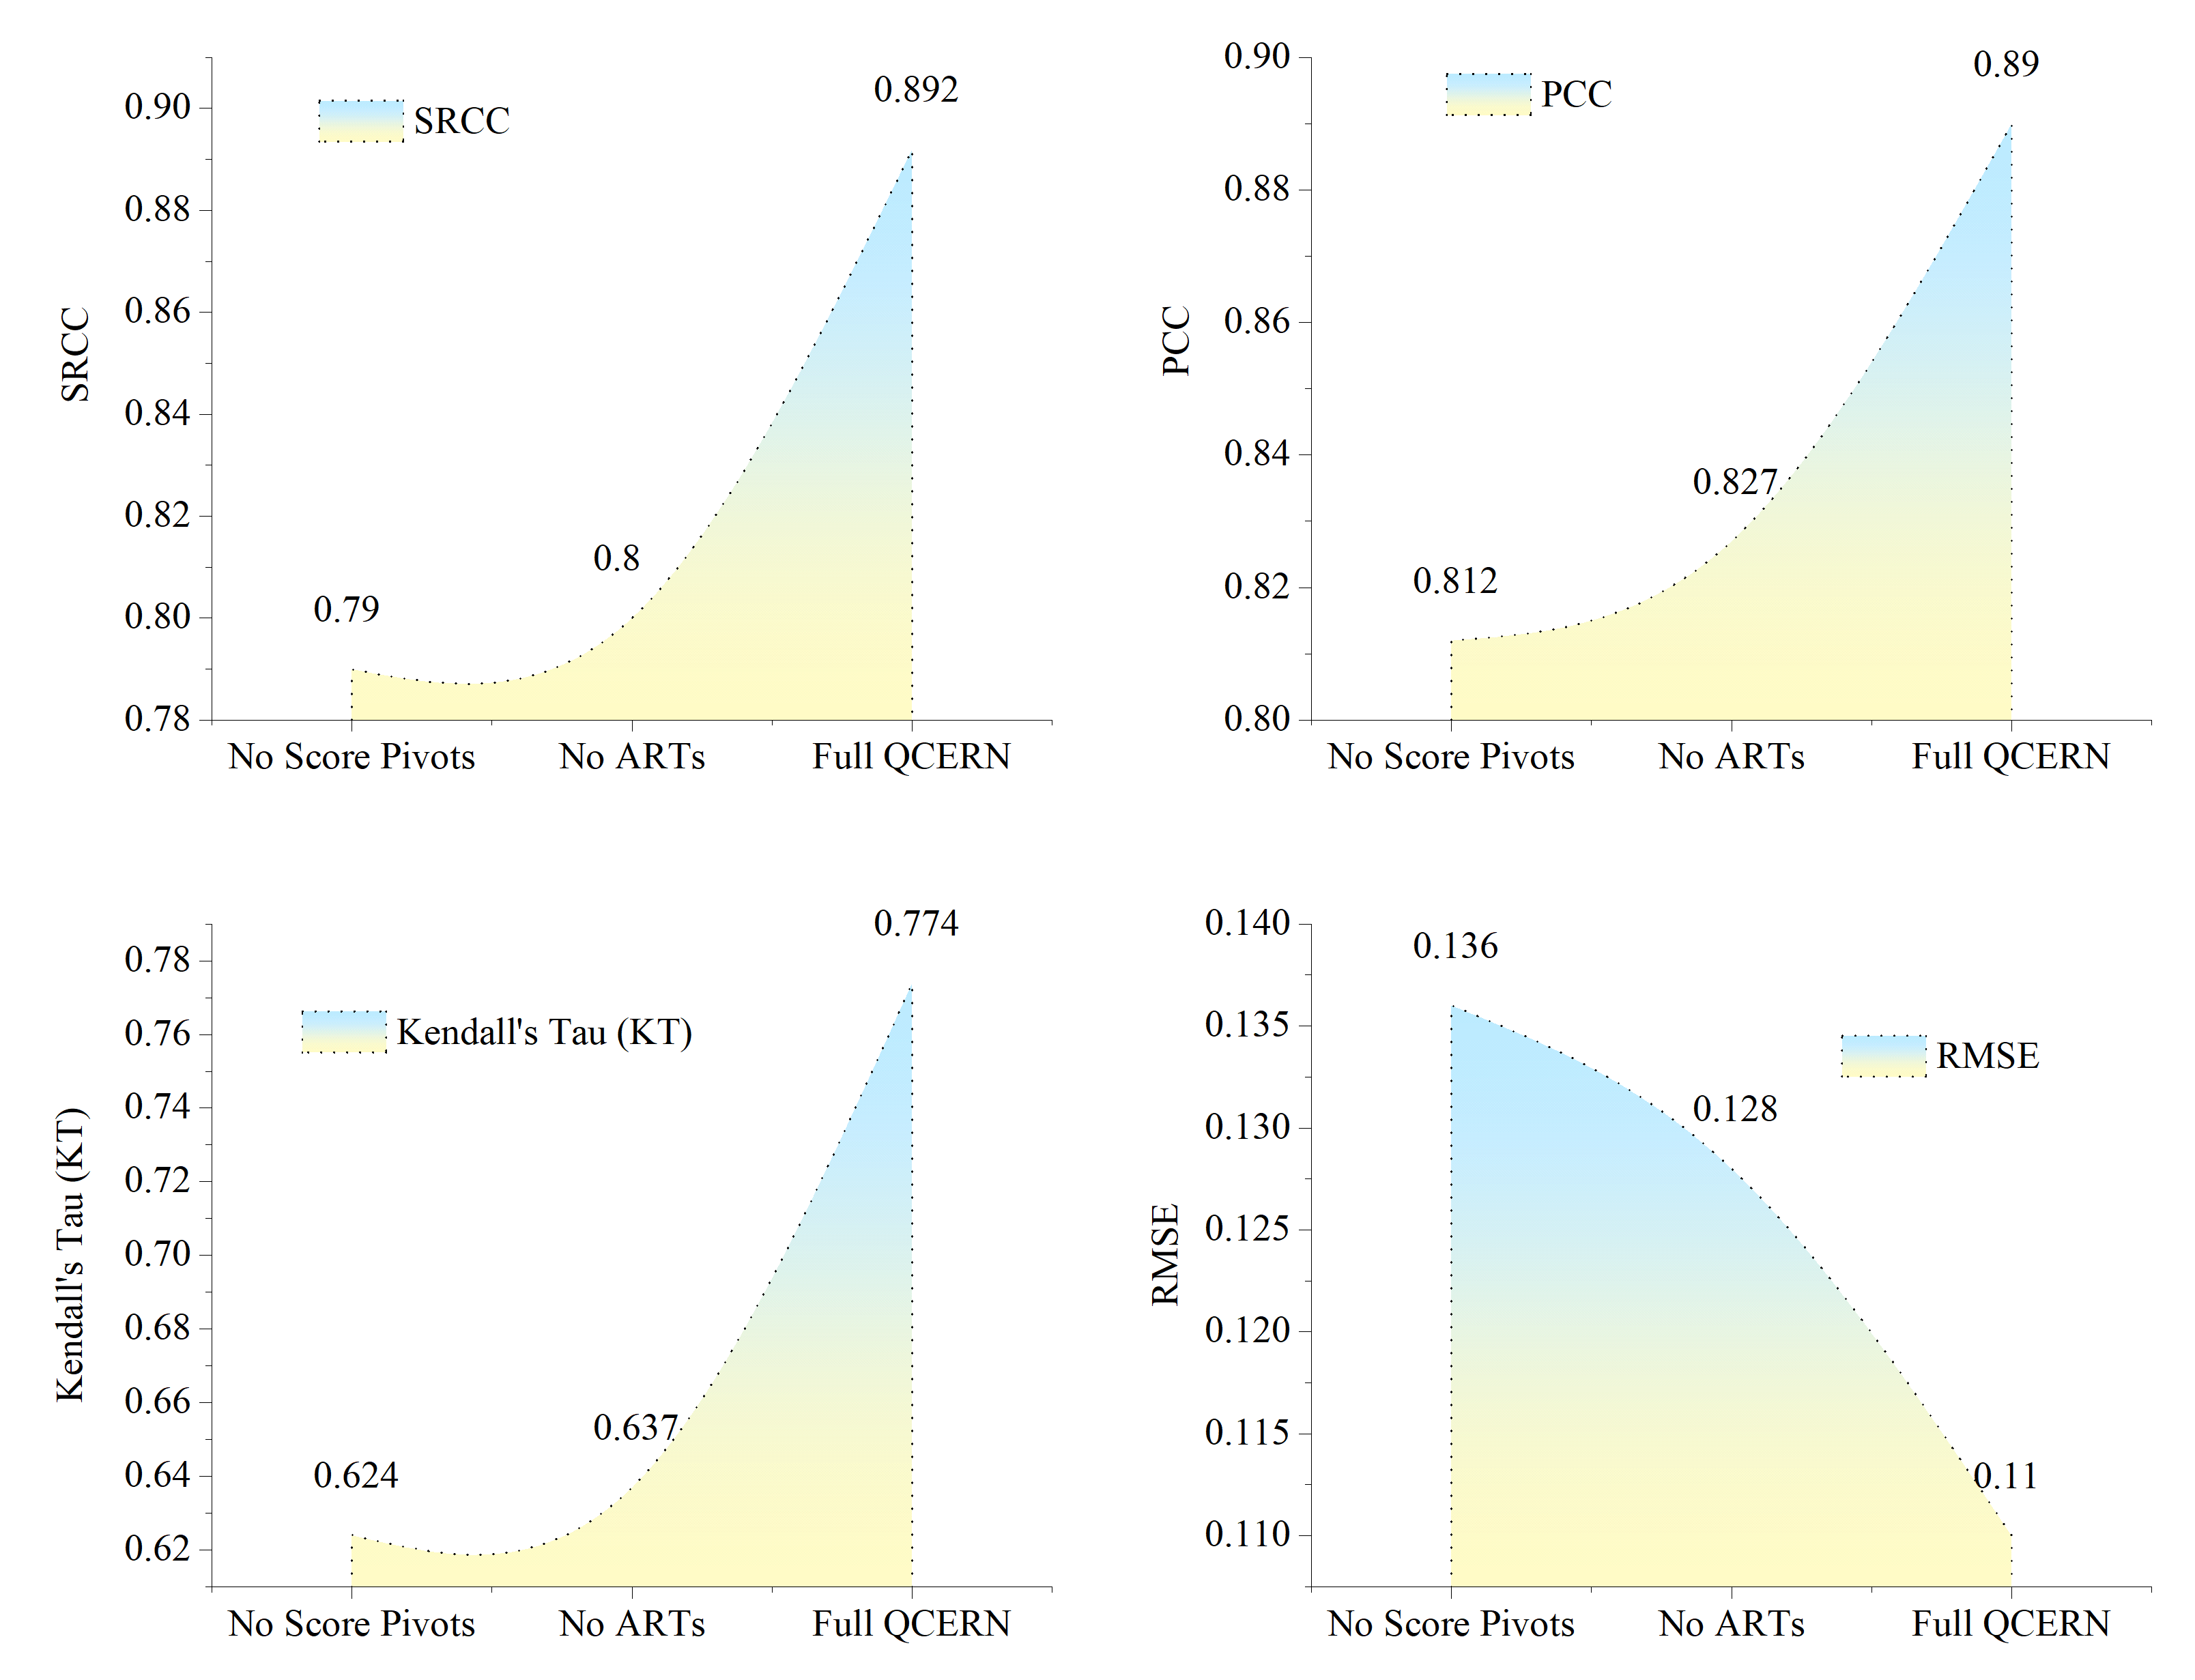 SRCC
0.90
0.88
0.86
0.84
0.82
0.80
0.78
SRCC
0.79
0.8
0.892
No Score Pivots
No ARTs
Full QCERN
PCC
0.90
0.88
0.86
0.84
0.82
0.80
PCC
0.812
0.827
0.89
No Score Pivots
No ARTs
Full QCERN
Kendall's Tau (KT)
0.78
0.76
0.74
0.72
0.70
0.68
0.66
0.64
0.62
Kendall's Tau (KT)
0.624
0.637
0.774
No Score Pivots
No ARTs
Full QCERN
RMSE
0.140
0.135
0.130
0.125
0.120
0.115
0.110
RMSE
0.136
0.128
0.11
No Score Pivots
No ARTs
Full QCERN